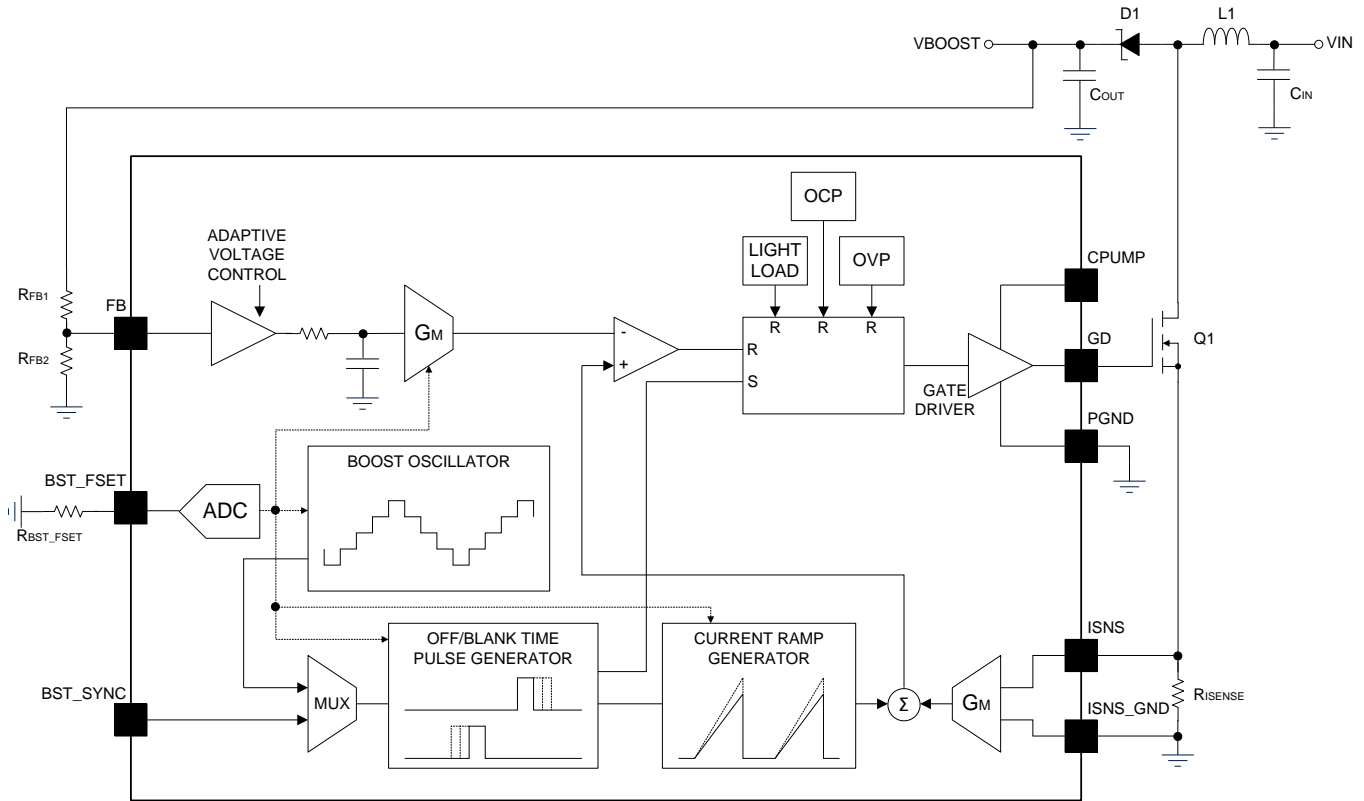 D1
L1
VBOOST
VIN
COUT
CIN
OCP
ADAPTIVE
VOLTAGE
CONTROL
LIGHT
LOAD
OVP
CPUMP
RFB1
FB
R R R
GM
-
+
R
S
GD
Q1
RFB2
GATE
DRIVER
PGND
BST_FSET
BOOST OSCILLATOR
ADC
RBST_FSET
OFF/BLANK TIME
PULSE GENERATOR
CURRENT RAMP
GENERATOR
ISNS
BST_SYNC
MUX
Σ
GM
RISENSE
ISNS_GND